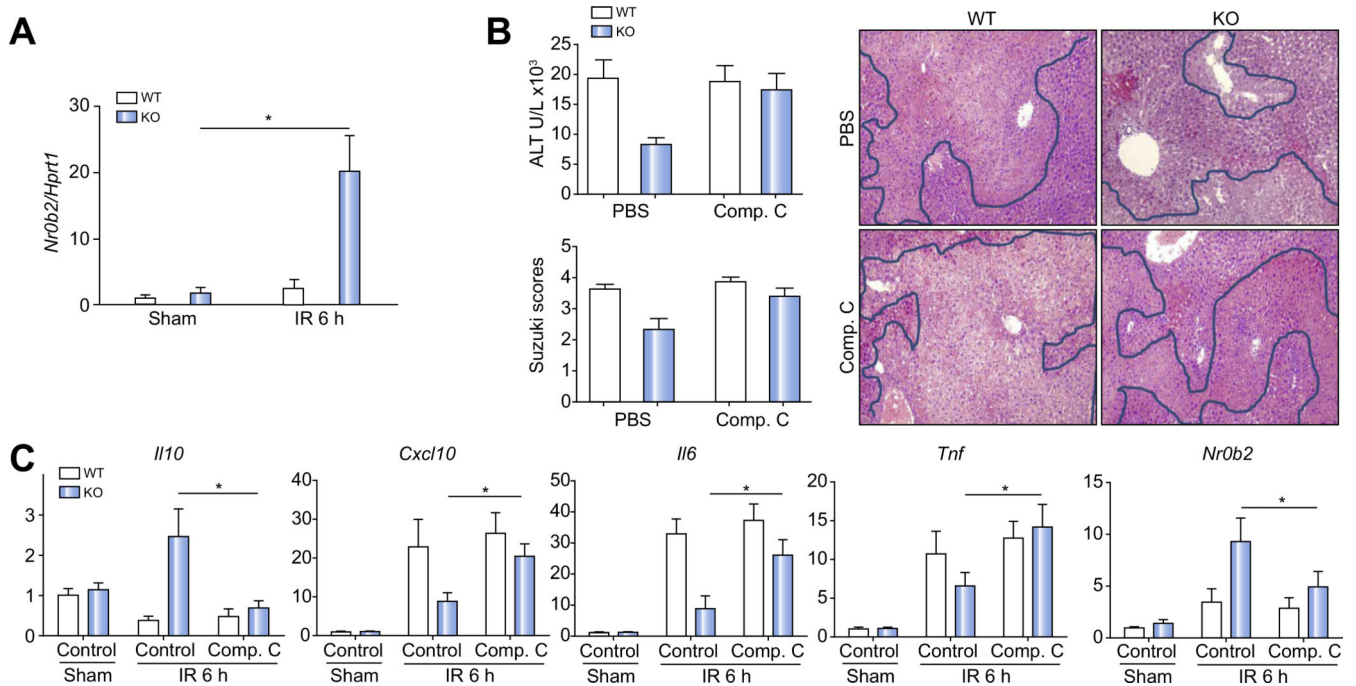 A
WT
KO
Nr0b2/Hprt1
30
20
10
0
Sham
IR 6 h
*
B
WT
KO
ALT U/L x10³
25
20
15
10
5
0
PBS
Comp. C
Suzuki scores
5
4
3
2
1
0
PBS
Comp. C
WT
KO
PBS
Comp. C
C
WT
KO
Il10
3
2
1
0
*
Control
Control
Comp. C
Sham
IR 6 h
Cxcl10
40
30
20
10
0
*
Control
Control
Comp. C
Sham
IR 6 h
Il6
50
40
30
20
10
0
*
Control
Control
Comp. C
Sham
IR 6 h
Tnf
20
15
10
5
0
*
Control
Control
Comp. C
Sham
IR 6 h
Nr0b2
15
10
5
0
*
Control
Control
Comp. C
Sham
IR 6 h